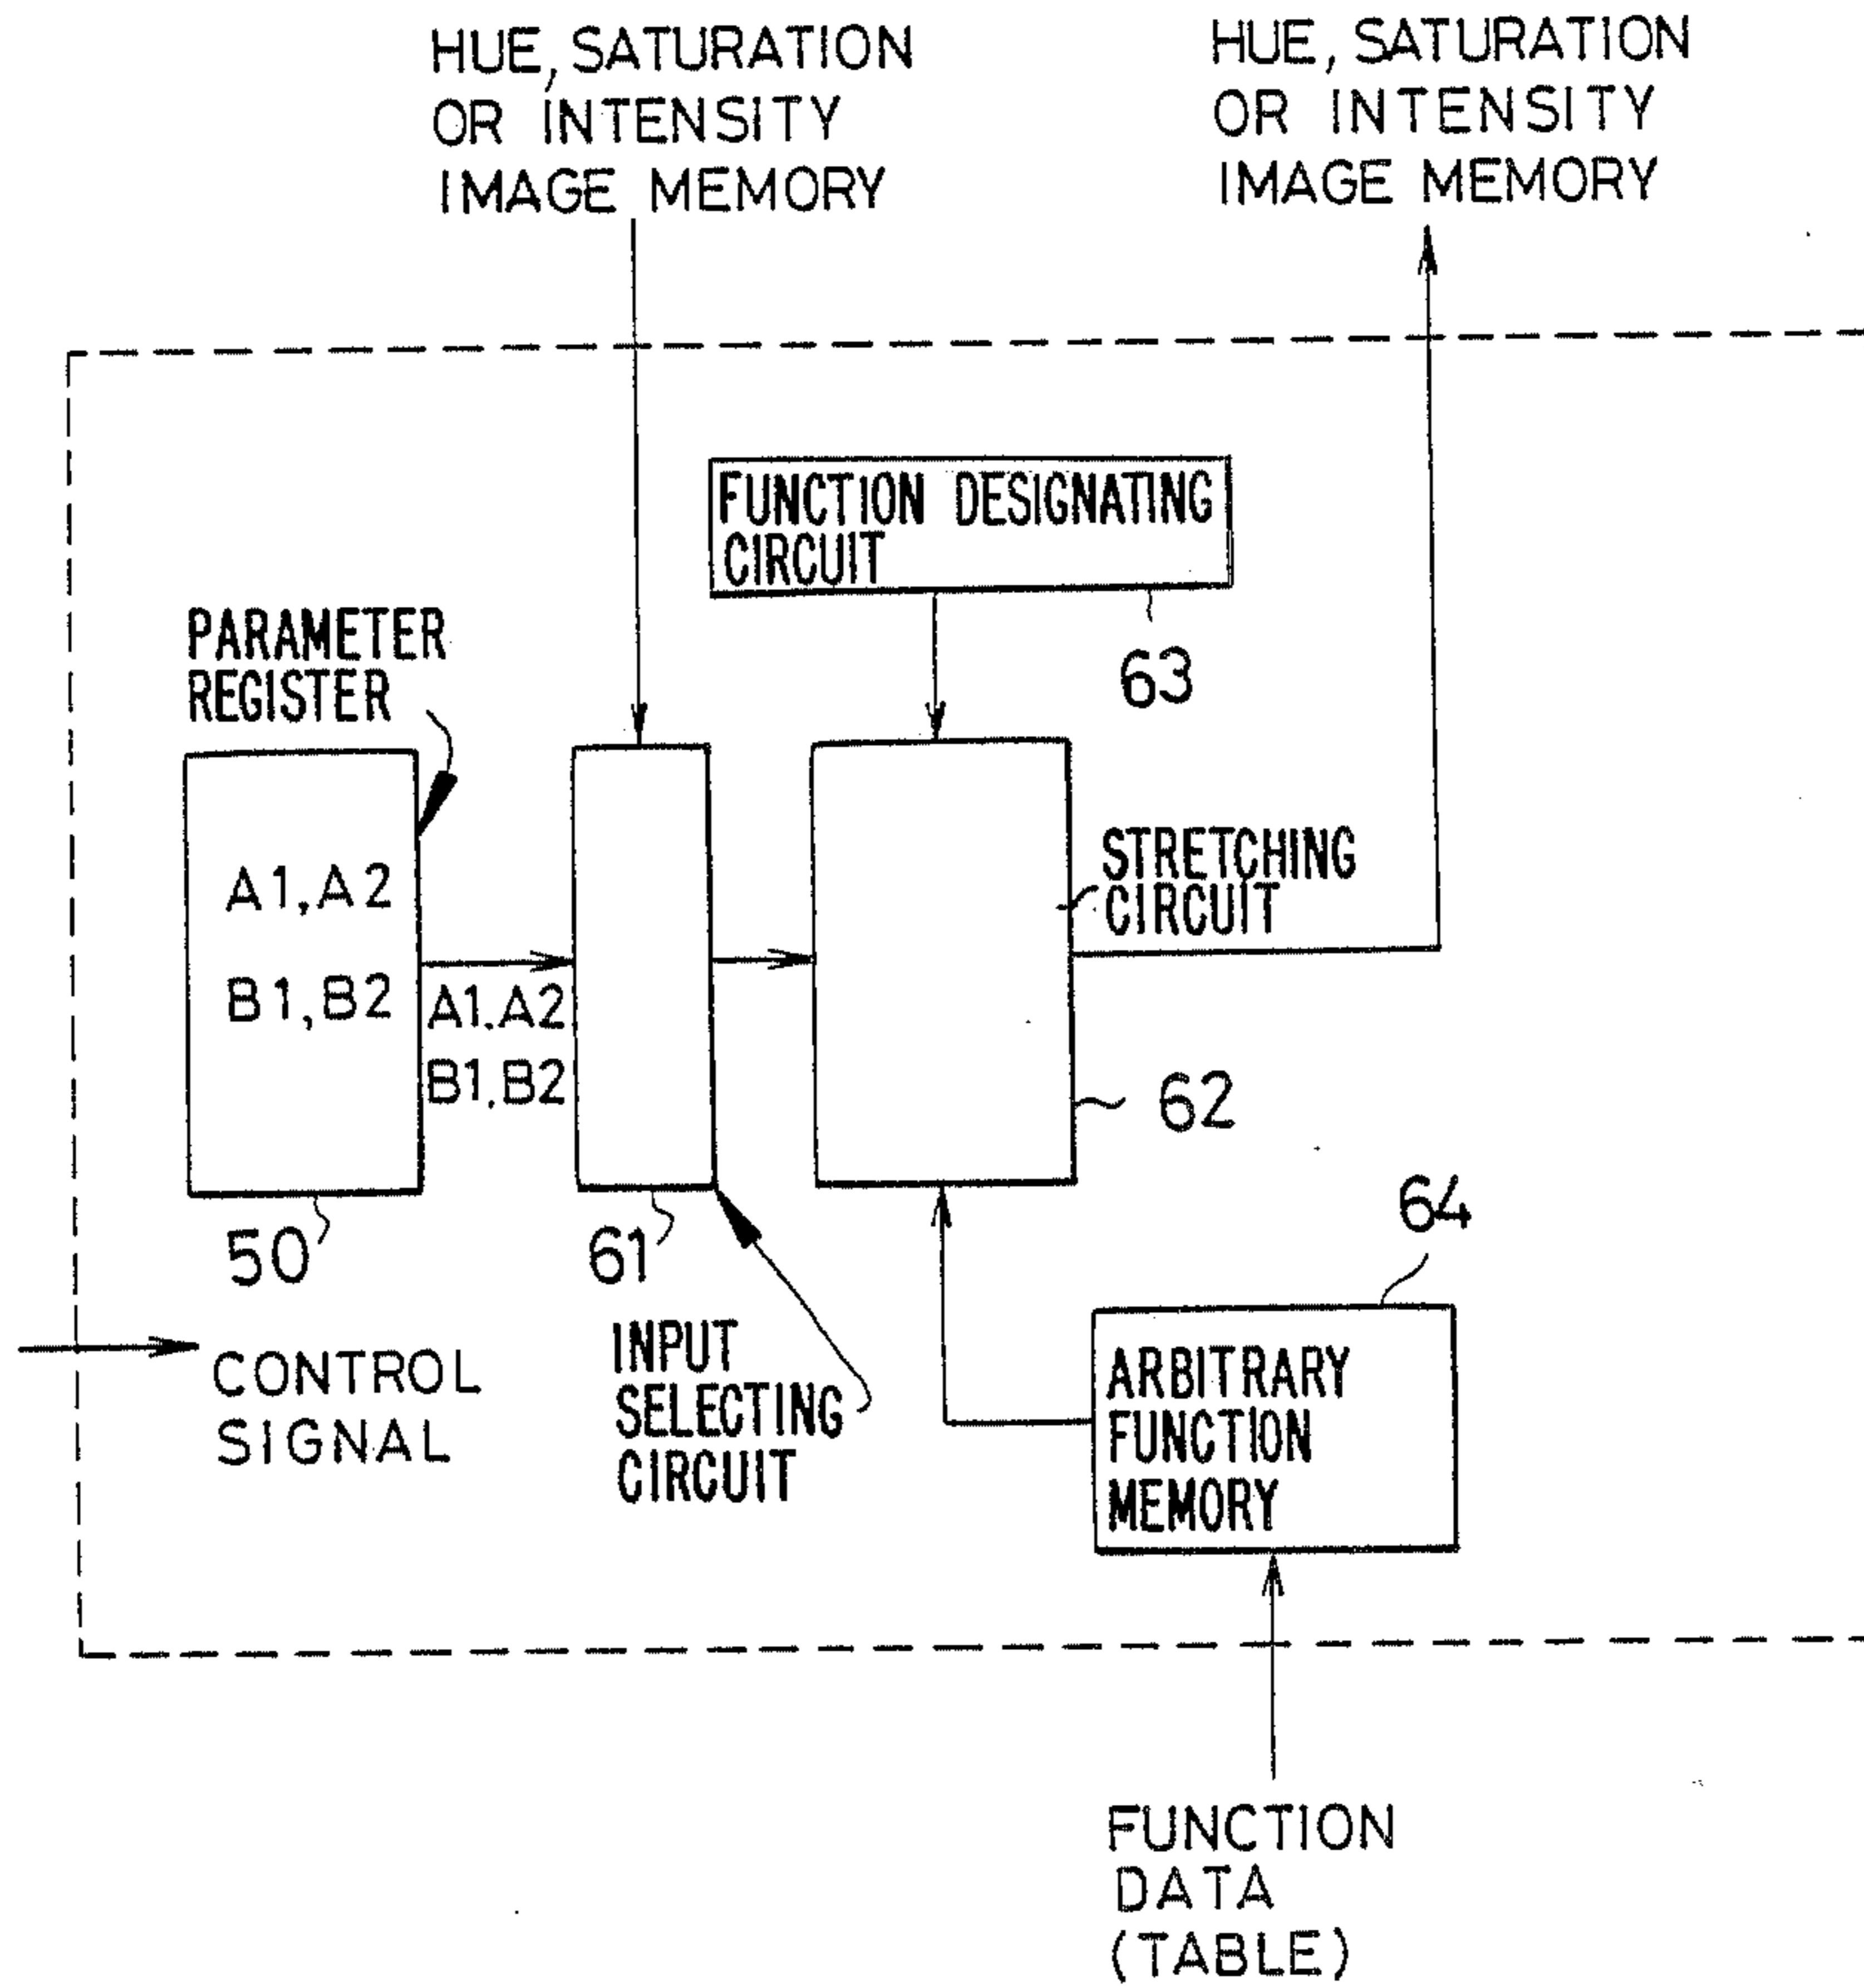 HUE, SATURATION
OR INTENSITY
IMAGE MEMORY
HUE, SATURATION
OR INTENSITY
IMAGE MEMORY
FUNCTION DESIGNATING
CIRCUIT
63
PARAMETER
REGISTER
A1, A2
B1, B2
A1, A2
B1, B2
STRETCHING
CIRCUIT
62
50
61
64
CONTROL
SIGNAL
INPUT
SELECTING
CIRCUIT
ARBITRARY
FUNCTION
MEMORY
FUNCTION
DATA
(TABLE)